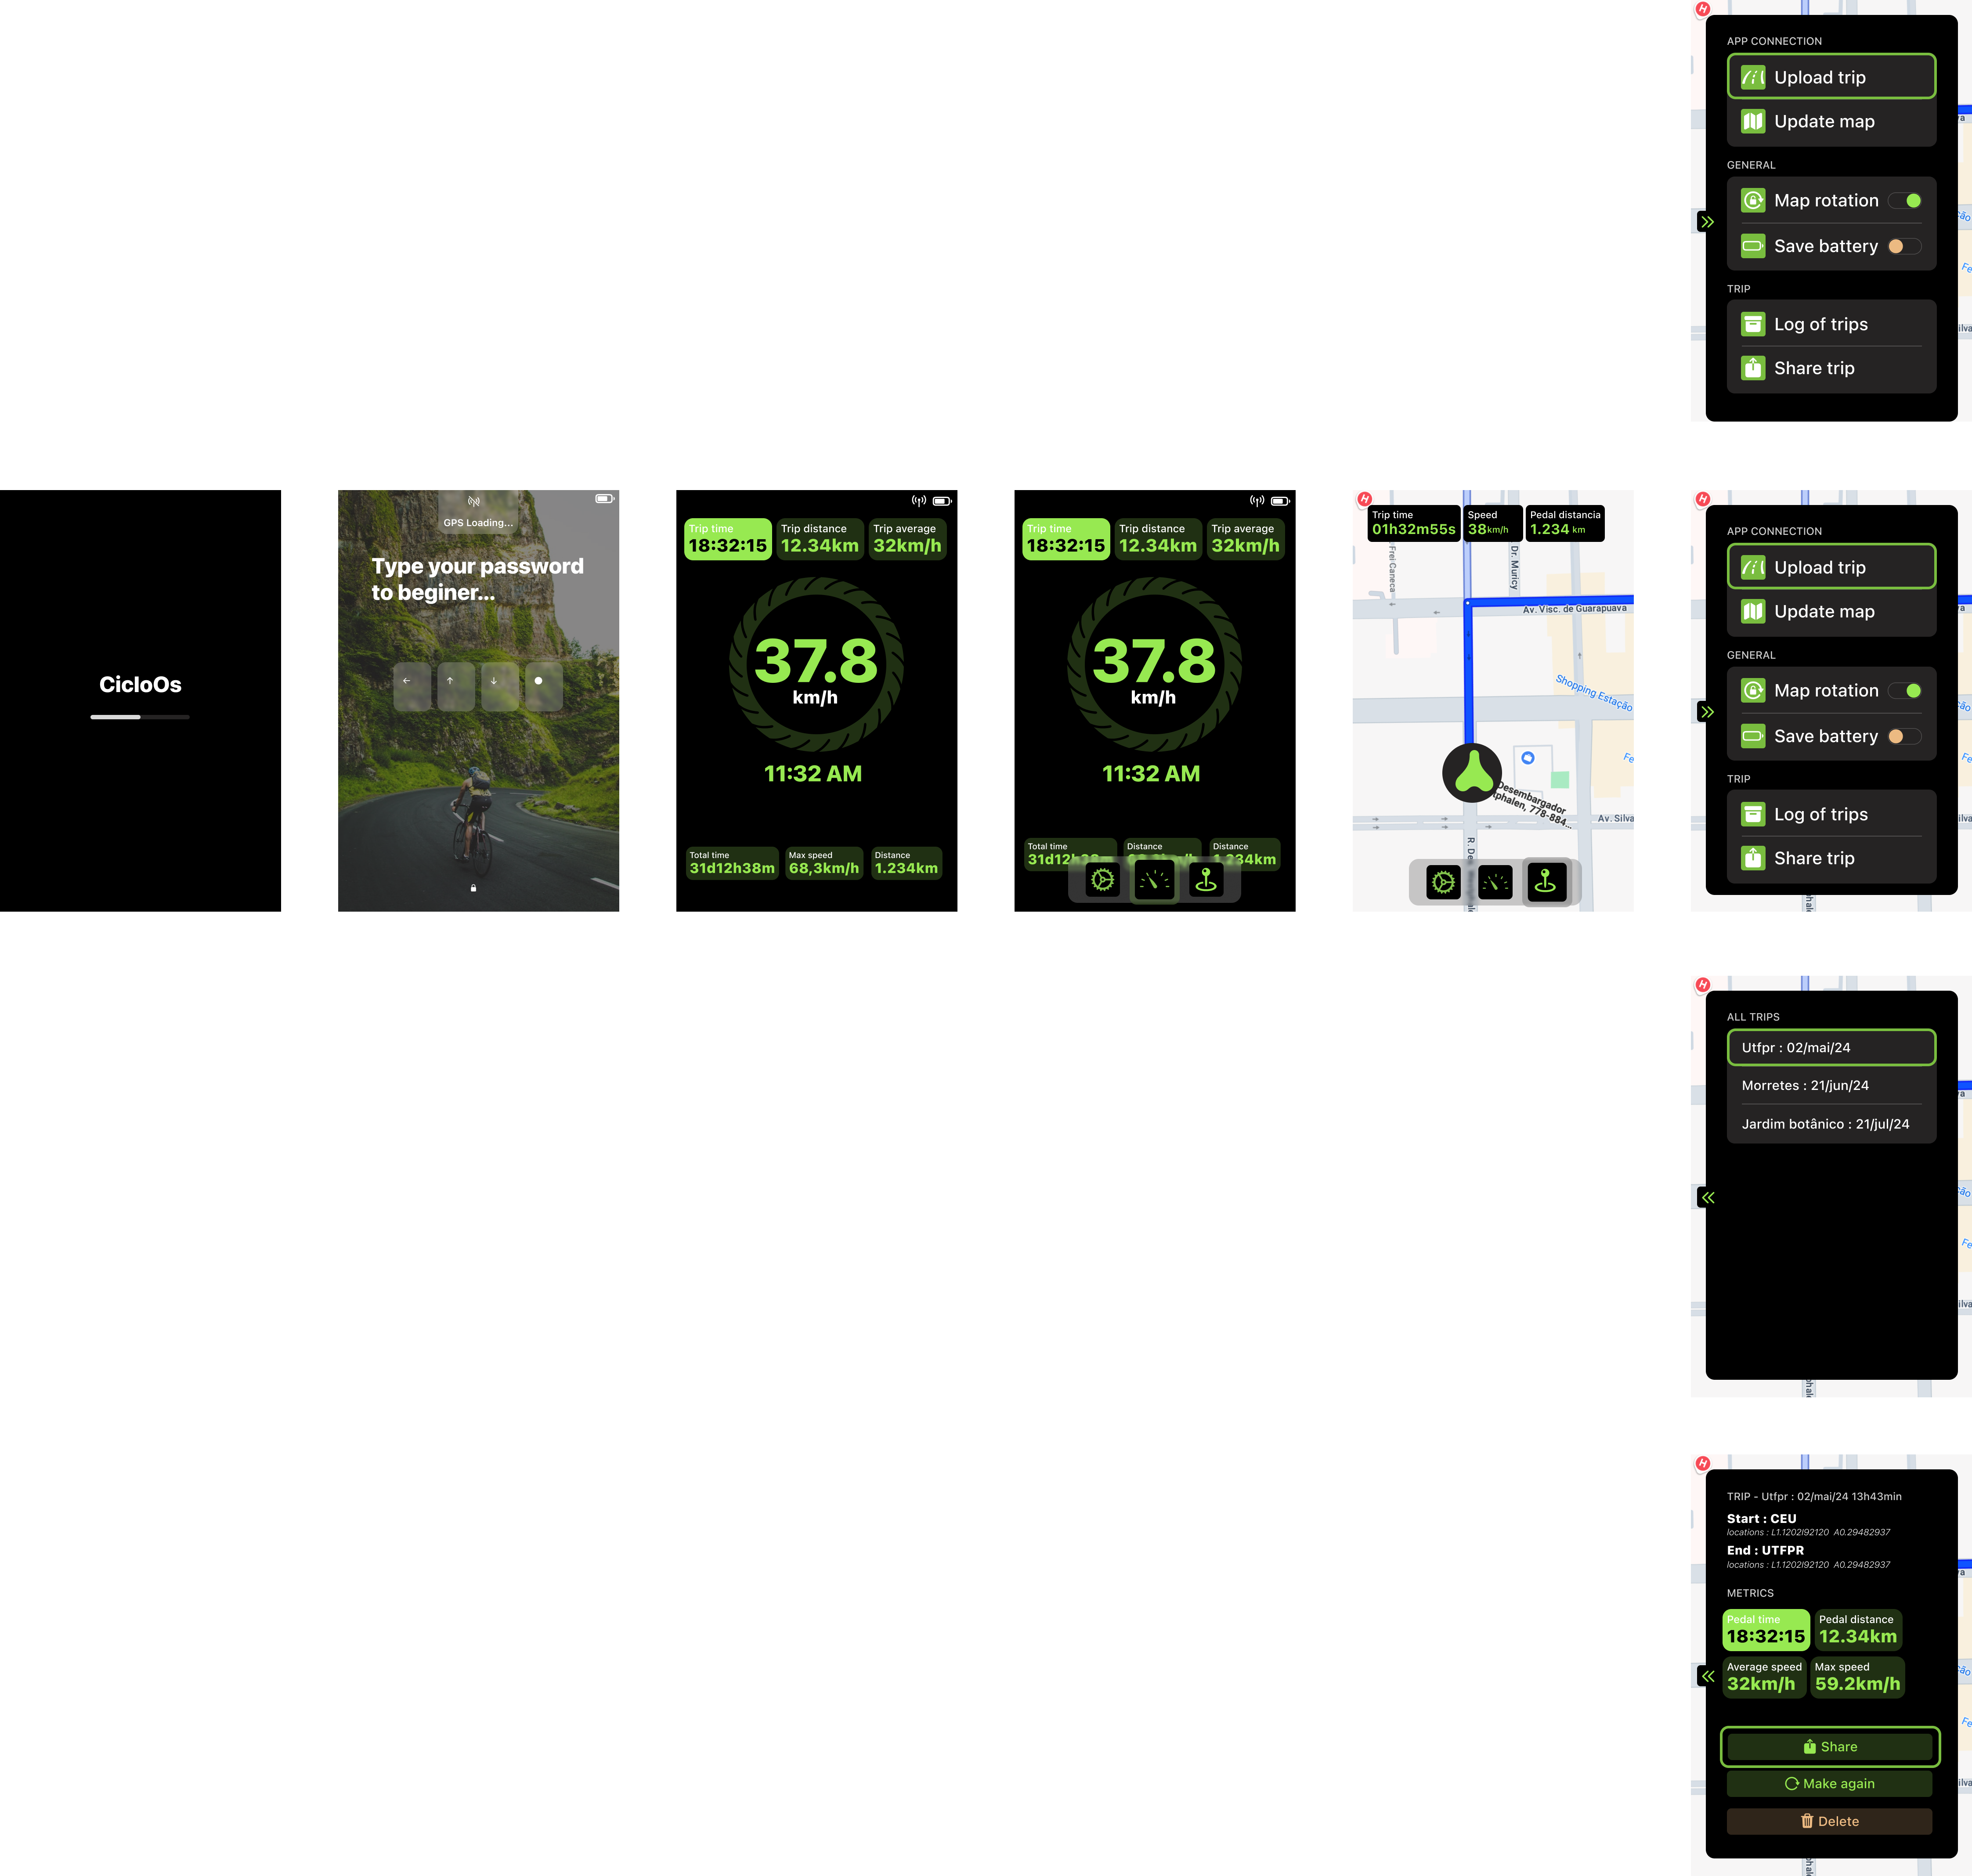 APP CONNECTION
Upload trip
Update map
GENERAL
Map rotation
Save battery
TRIP
Log of trips
Share trip
CicloOs
GPS Loading...
Type your password
to beginer...
Trip time
18:32:15
Trip distance
12.34km
Trip average
32km/h
37.8
km/h
11:32 AM
Total time
31d12h38m
Max speed
68,3km/h
Distance
1.234km
Trip time
18:32:15
Trip distance
12.34km
Trip average
32km/h
37.8
km/h
11:32 AM
Total time
31d12h38m
Distance
Distance
1.234km
H
Trip time
01h32m55s
Speed
38km/h
Pedal distancia
1.234 km
Frei Caneca
Dr. Muricy
Av. Visc. de Guarapuava
Shopping Estação
Fe
Desembargador
phalen, 778-884...
Av. Silva
R. De
H
APP CONNECTION
Upload trip
Update map
GENERAL
Map rotation
Save battery
TRIP
Log of trips
Share trip
H
ALL TRIPS
Utfpr : 02/mai/24
Morretes : 21/jun/24
Jardim botânico : 21/jul/24
H
TRIP - Utfpr : 02/mai/24 13h43min
Start : CEU
locations : L1.1202I92120 A0.29482937
End : UTFPR
locations : L1.1202I92120 A0.29482937
METRICS
Pedal time
18:32:15
Pedal distance
12.34km
Average speed
32km/h
Max speed
59.2km/h
Share
Make again
Delete